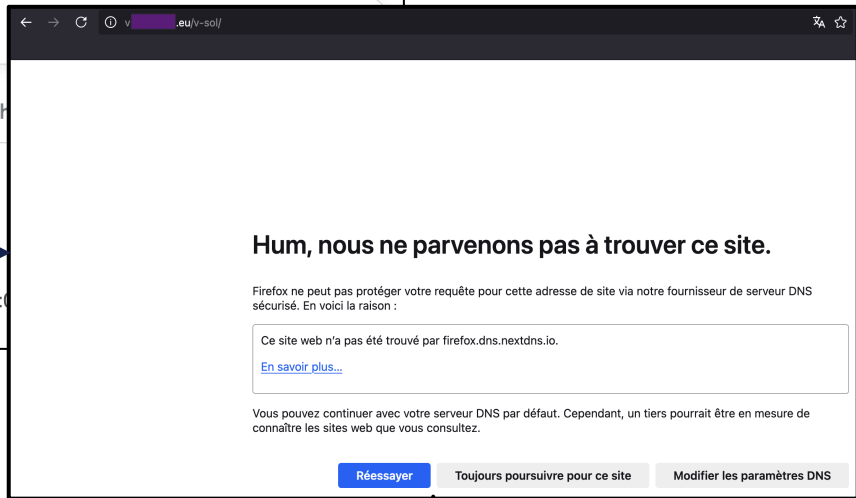 v .eu/v-sol/
Hum, nous ne parvenons pas à trouver ce site.
Firefox ne peut pas protéger votre requête pour cette adresse de site via notre fournisseur de serveur DNS
sécurisé. En voici la raison :
Ce site web n'a pas été trouvé par firefox.dns.nextdns.io.
En savoir plus...
Vous pouvez continuer avec votre serveur DNS par défaut. Cependant, un tiers pourrait être en mesure de
connaître les sites web que vous consultez.
Réessayer Toujours poursuivre pour ce site Modifier les paramètres DNS